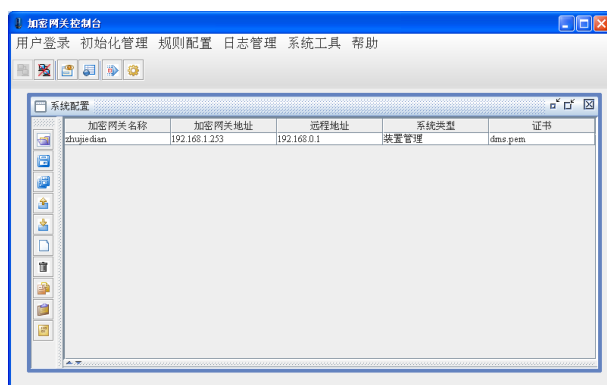 加密网关控制台
用户登录 初始化管理 规则配置 日志管理 系统工具 帮助
系统配置
加密网关名称 加密网关地址 远程地址 系统类型 证书
zhujiedian 192.168.1.253 192.168.0.1 装置管理 dms.pem